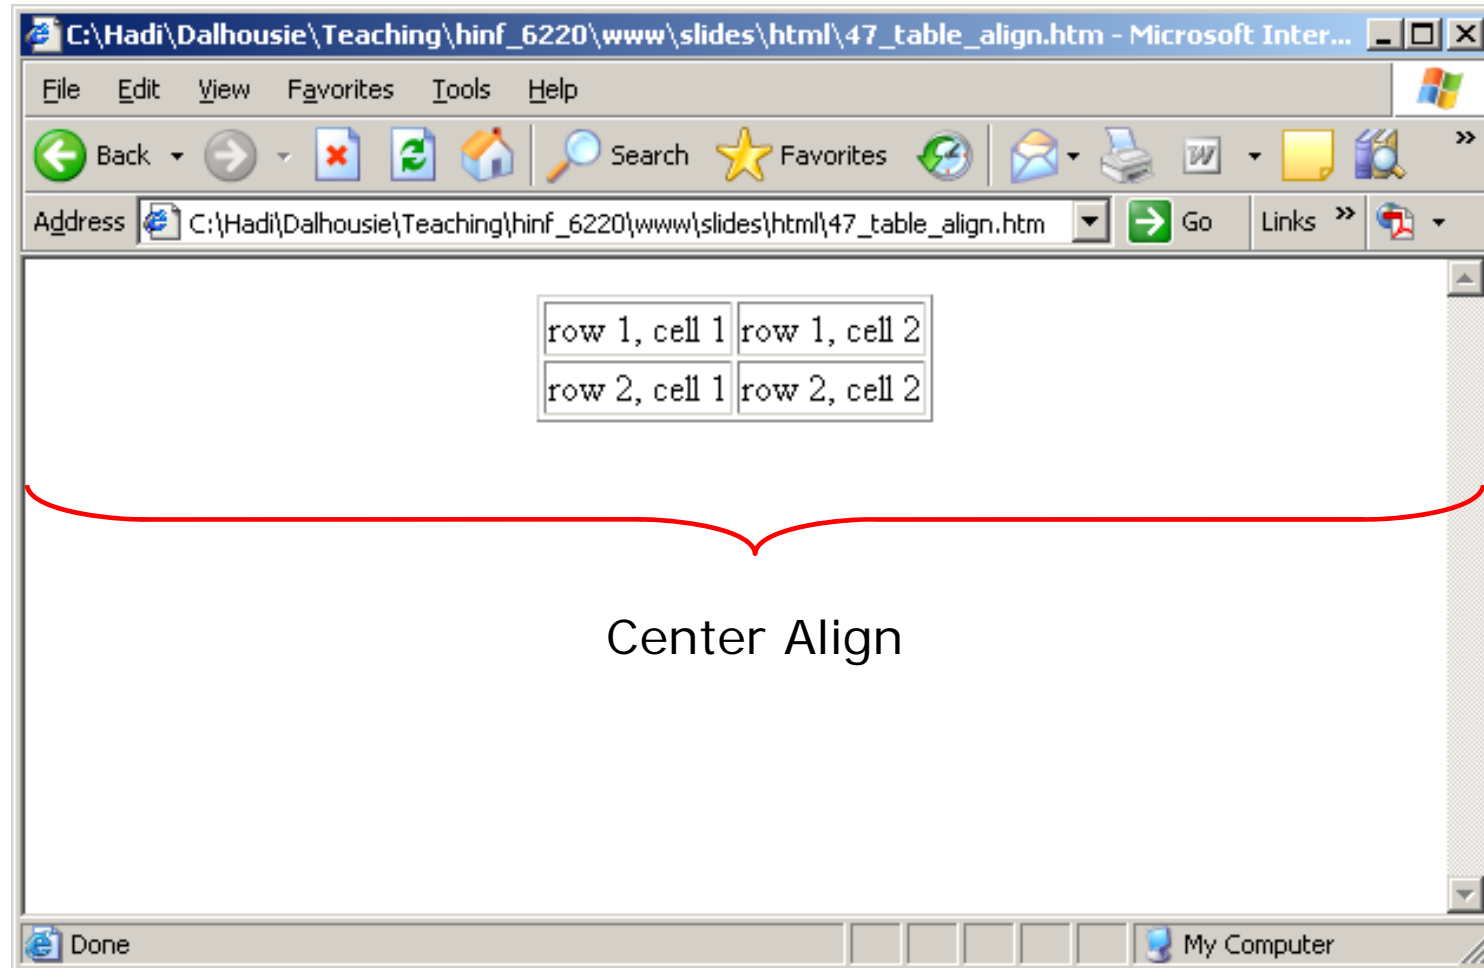 C:\Hadi\Dalhousie\Teaching\hinf_6220\www\slides\html\47_table_align.htm - Microsoft Inter...
File Edit View Favorites Tools Help
Back Search Favorites W »
Address C:\Hadi\Dalhousie\Teaching\hinf_6220\www\slides\html\47_table_align.htm Go Links »
row 1, cell 1 row 1, cell 2
row 2, cell 1 row 2, cell 2
Center Align
Done My Computer